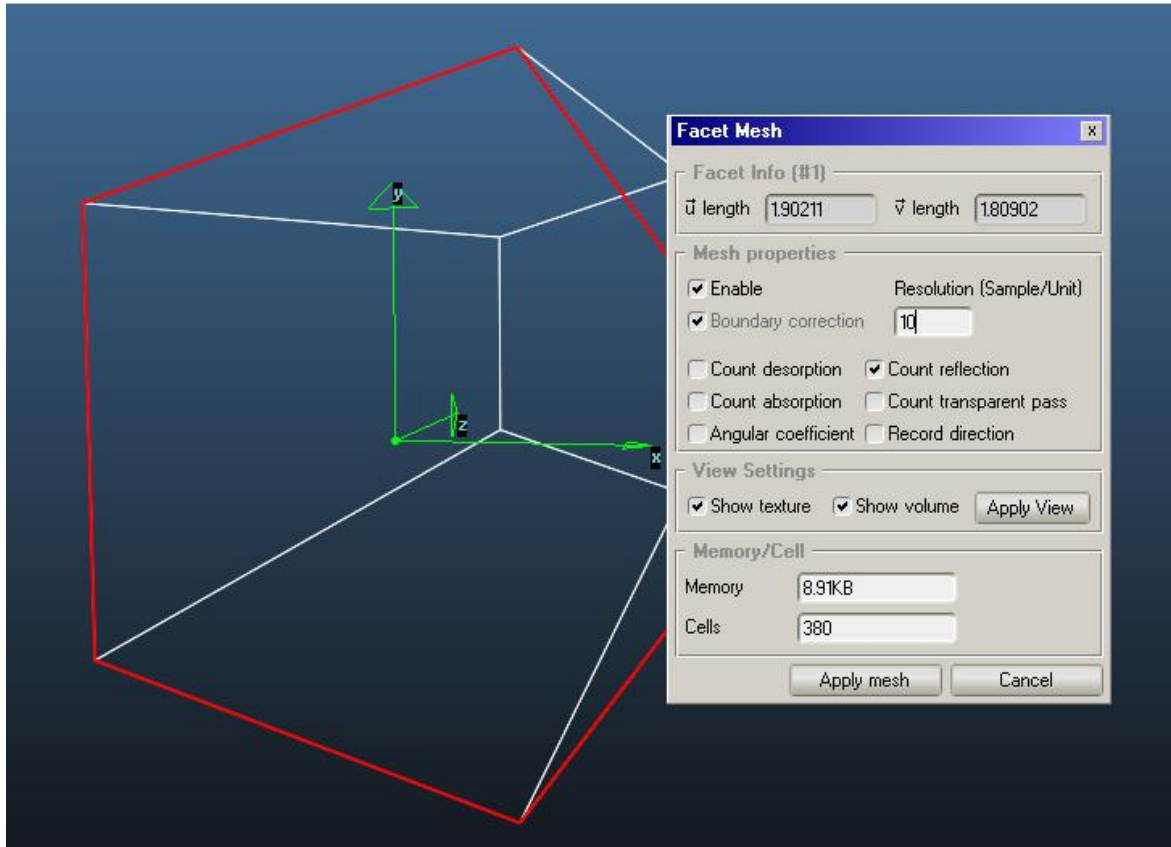 y
z
x
Facet Mesh x
Facet Info (#1)
u length 1.90211 v length 1.80902
Mesh properties
Enable Resolution (Sample/Unit)
Boundary correction 10
Count desorption Count reflection
Count absorption Count transparent pass
Angular coefficient Record direction
View Settings
Show texture Show volume Apply View
Memory/Cell
Memory 8.91KB
Cells 380
Apply mesh Cancel